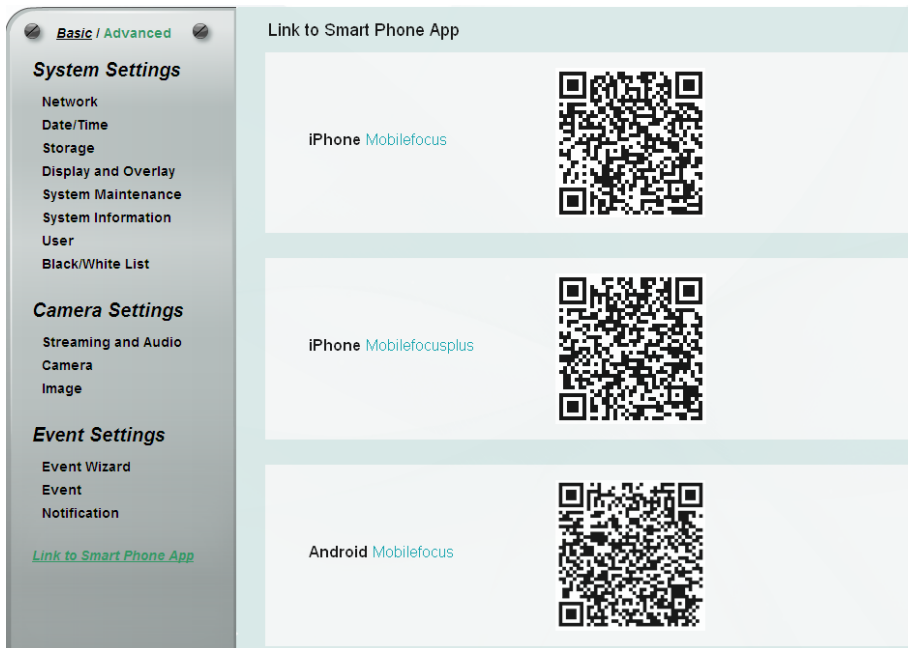 Basic / Advanced
System Settings
Network
Date/Time
Storage
Display and Overlay
System Maintenance
System Information
User
Black/White List
Camera Settings
Streaming and Audio
Camera
Image
Event Settings
Event Wizard
Event
Notification
Link to Smart Phone App
Link to Smart Phone App
iPhone Mobilefocus
iPhone Mobilefocusplus
Android Mobilefocus